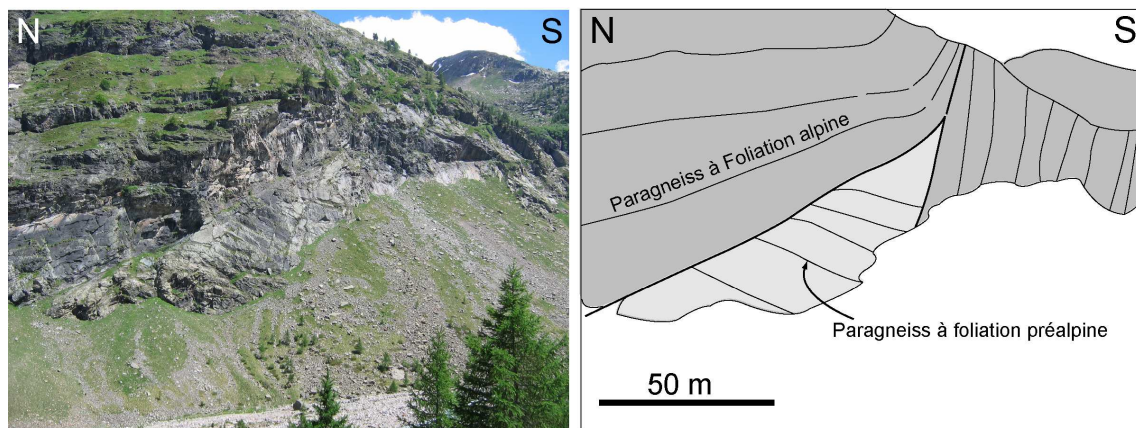 N
S
N
S
Paragneiss à Foliation alpine
Paragneiss à foliation préalpine
50 m